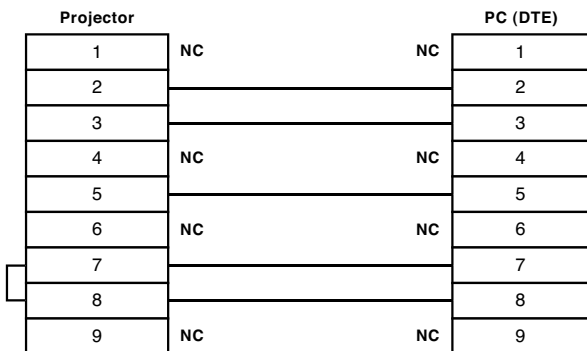 Projector PC (DTE)
1 NC NC 1
2 2
3 3
4 NC NC 4
5 5
6 NC NC 6
7 7
8 8
9 NC NC 9